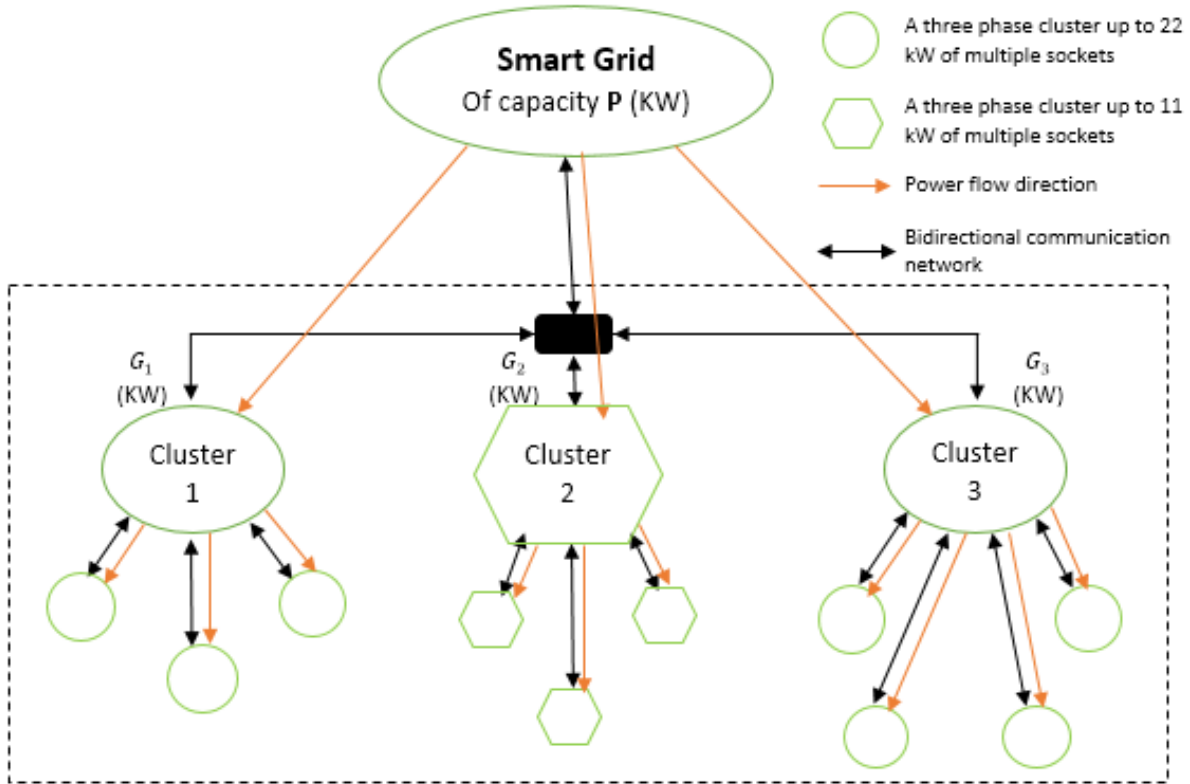 Smart Grid
Of capacity P (KW)
A three phase cluster up to 22
kW of multiple sockets
A three phase cluster up to 11
kW of multiple sockets
Power flow direction
Bidirectional communication
network
G₁
(KW)
G₂
(KW)
G₃
(KW)
Cluster
1
Cluster
2
Cluster
3